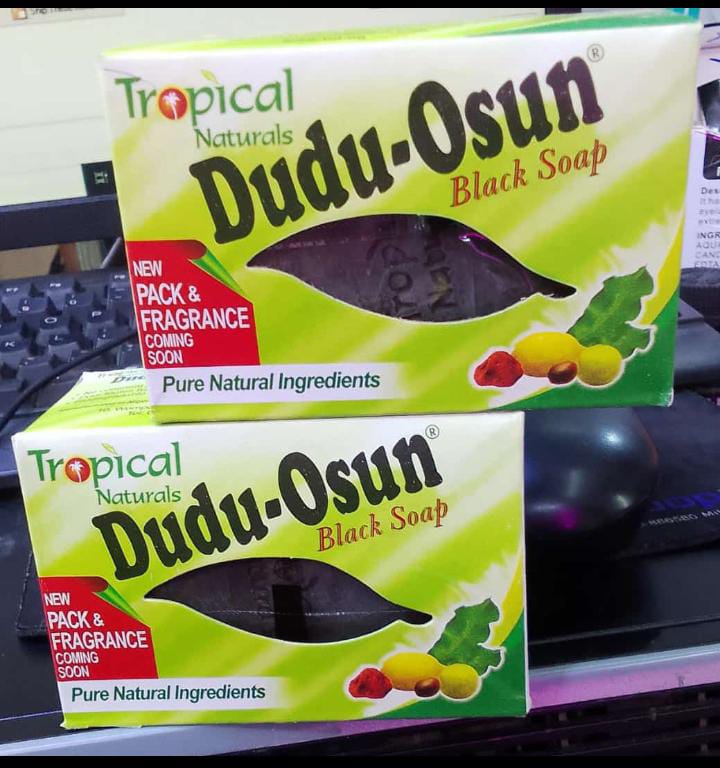 Tropical
Naturals
Dudu-Osun®
Black Soap
NEW
PACK &
FRAGRANCE
COMING
SOON
Pure Natural Ingredients
Tropical
Naturals
Dudu-Osun®
Black Soap
NEW
PACK &
FRAGRANCE
COMING
SOON
Pure Natural Ingredients